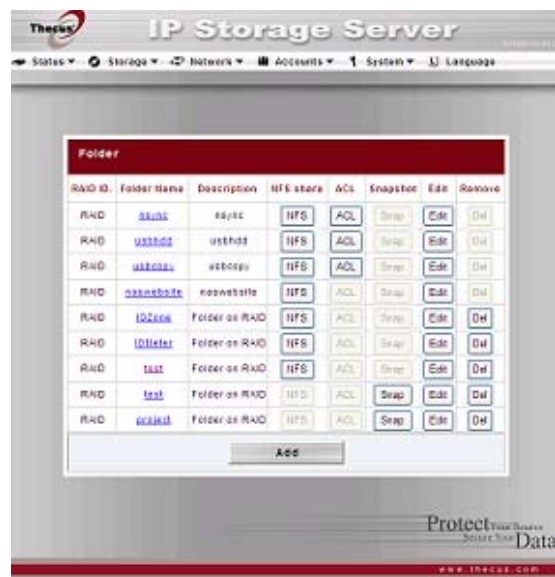 Thecus
IP Storage Server
Status Storage Network Accounts System Language
Folder
RAID ID. Folder Name Description NFS share ACL Snapshot Edit Remove
RAID nsync nsync NFS ACL Snap Edit Del
RAID usbhdd usbhdd NFS ACL Snap Edit Del
RAID usbcopy usbcopy NFS ACL Snap Edit Del
RAID naswebsite naswebsite NFS ACL Snap Edit Del
RAID Folder on RAID NFS ACL Snap Edit Del
RAID Folder on RAID NFS ACL Snap Edit Del
RAID test Folder on RAID NFS ACL Snap Edit Del
RAID test Folder on RAID NFS ACL Snap Edit Del
RAID project Folder on RAID NFS ACL Snap Edit Del
Add
Protect Your Source
Secure Your Data
www.thecus.com